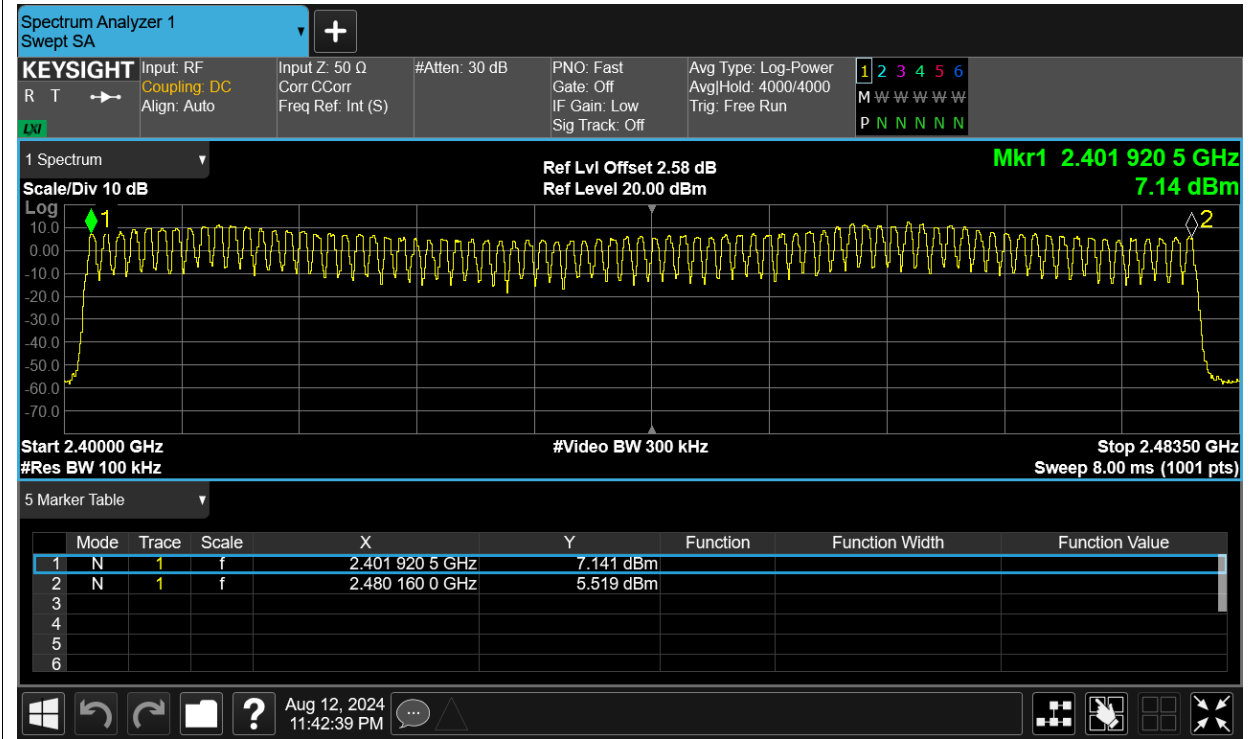 Spectrum Analyzer 1
Swept SA
+
KEYSIGHT Input: RF Input Z: 50 Ω #Atten: 30 dB PNO: Fast Avg Type: Log-Power 1 2 3 4 5 6
R T Coupling: DC Corr CCorr Gate: Off Avg|Hold: 4000/4000 M W W W W W
Align: Auto Freq Ref: Int (S) IF Gain: Low Trig: Free Run
LXI Sig Track: Off P N N N N N N
1 Spectrum Ref Lvl Offset 2.58 dB Mkr1 2.401 920 5 GHz
Scale/Div 10 dB Ref Level 20.00 dBm 7.14 dBm
Log
1 2
10.0
0.00
-10.0
-20.0
-30.0
-40.0
-50.0
-60.0
-70.0
Start 2.40000 GHz #Video BW 300 kHz Stop 2.48350 GHz
#Res BW 100 kHz Sweep 8.00 ms (1001 pts)
5 Marker Table
Mode Trace Scale X Y Function Function Width Function Value
1 N 1 f 2.401 920 5 GHz 7.141 dBm
2 N 1 f 2.480 160 0 GHz 5.519 dBm
3
4
5
6
? Aug 12, 2024
11:42:39 PM